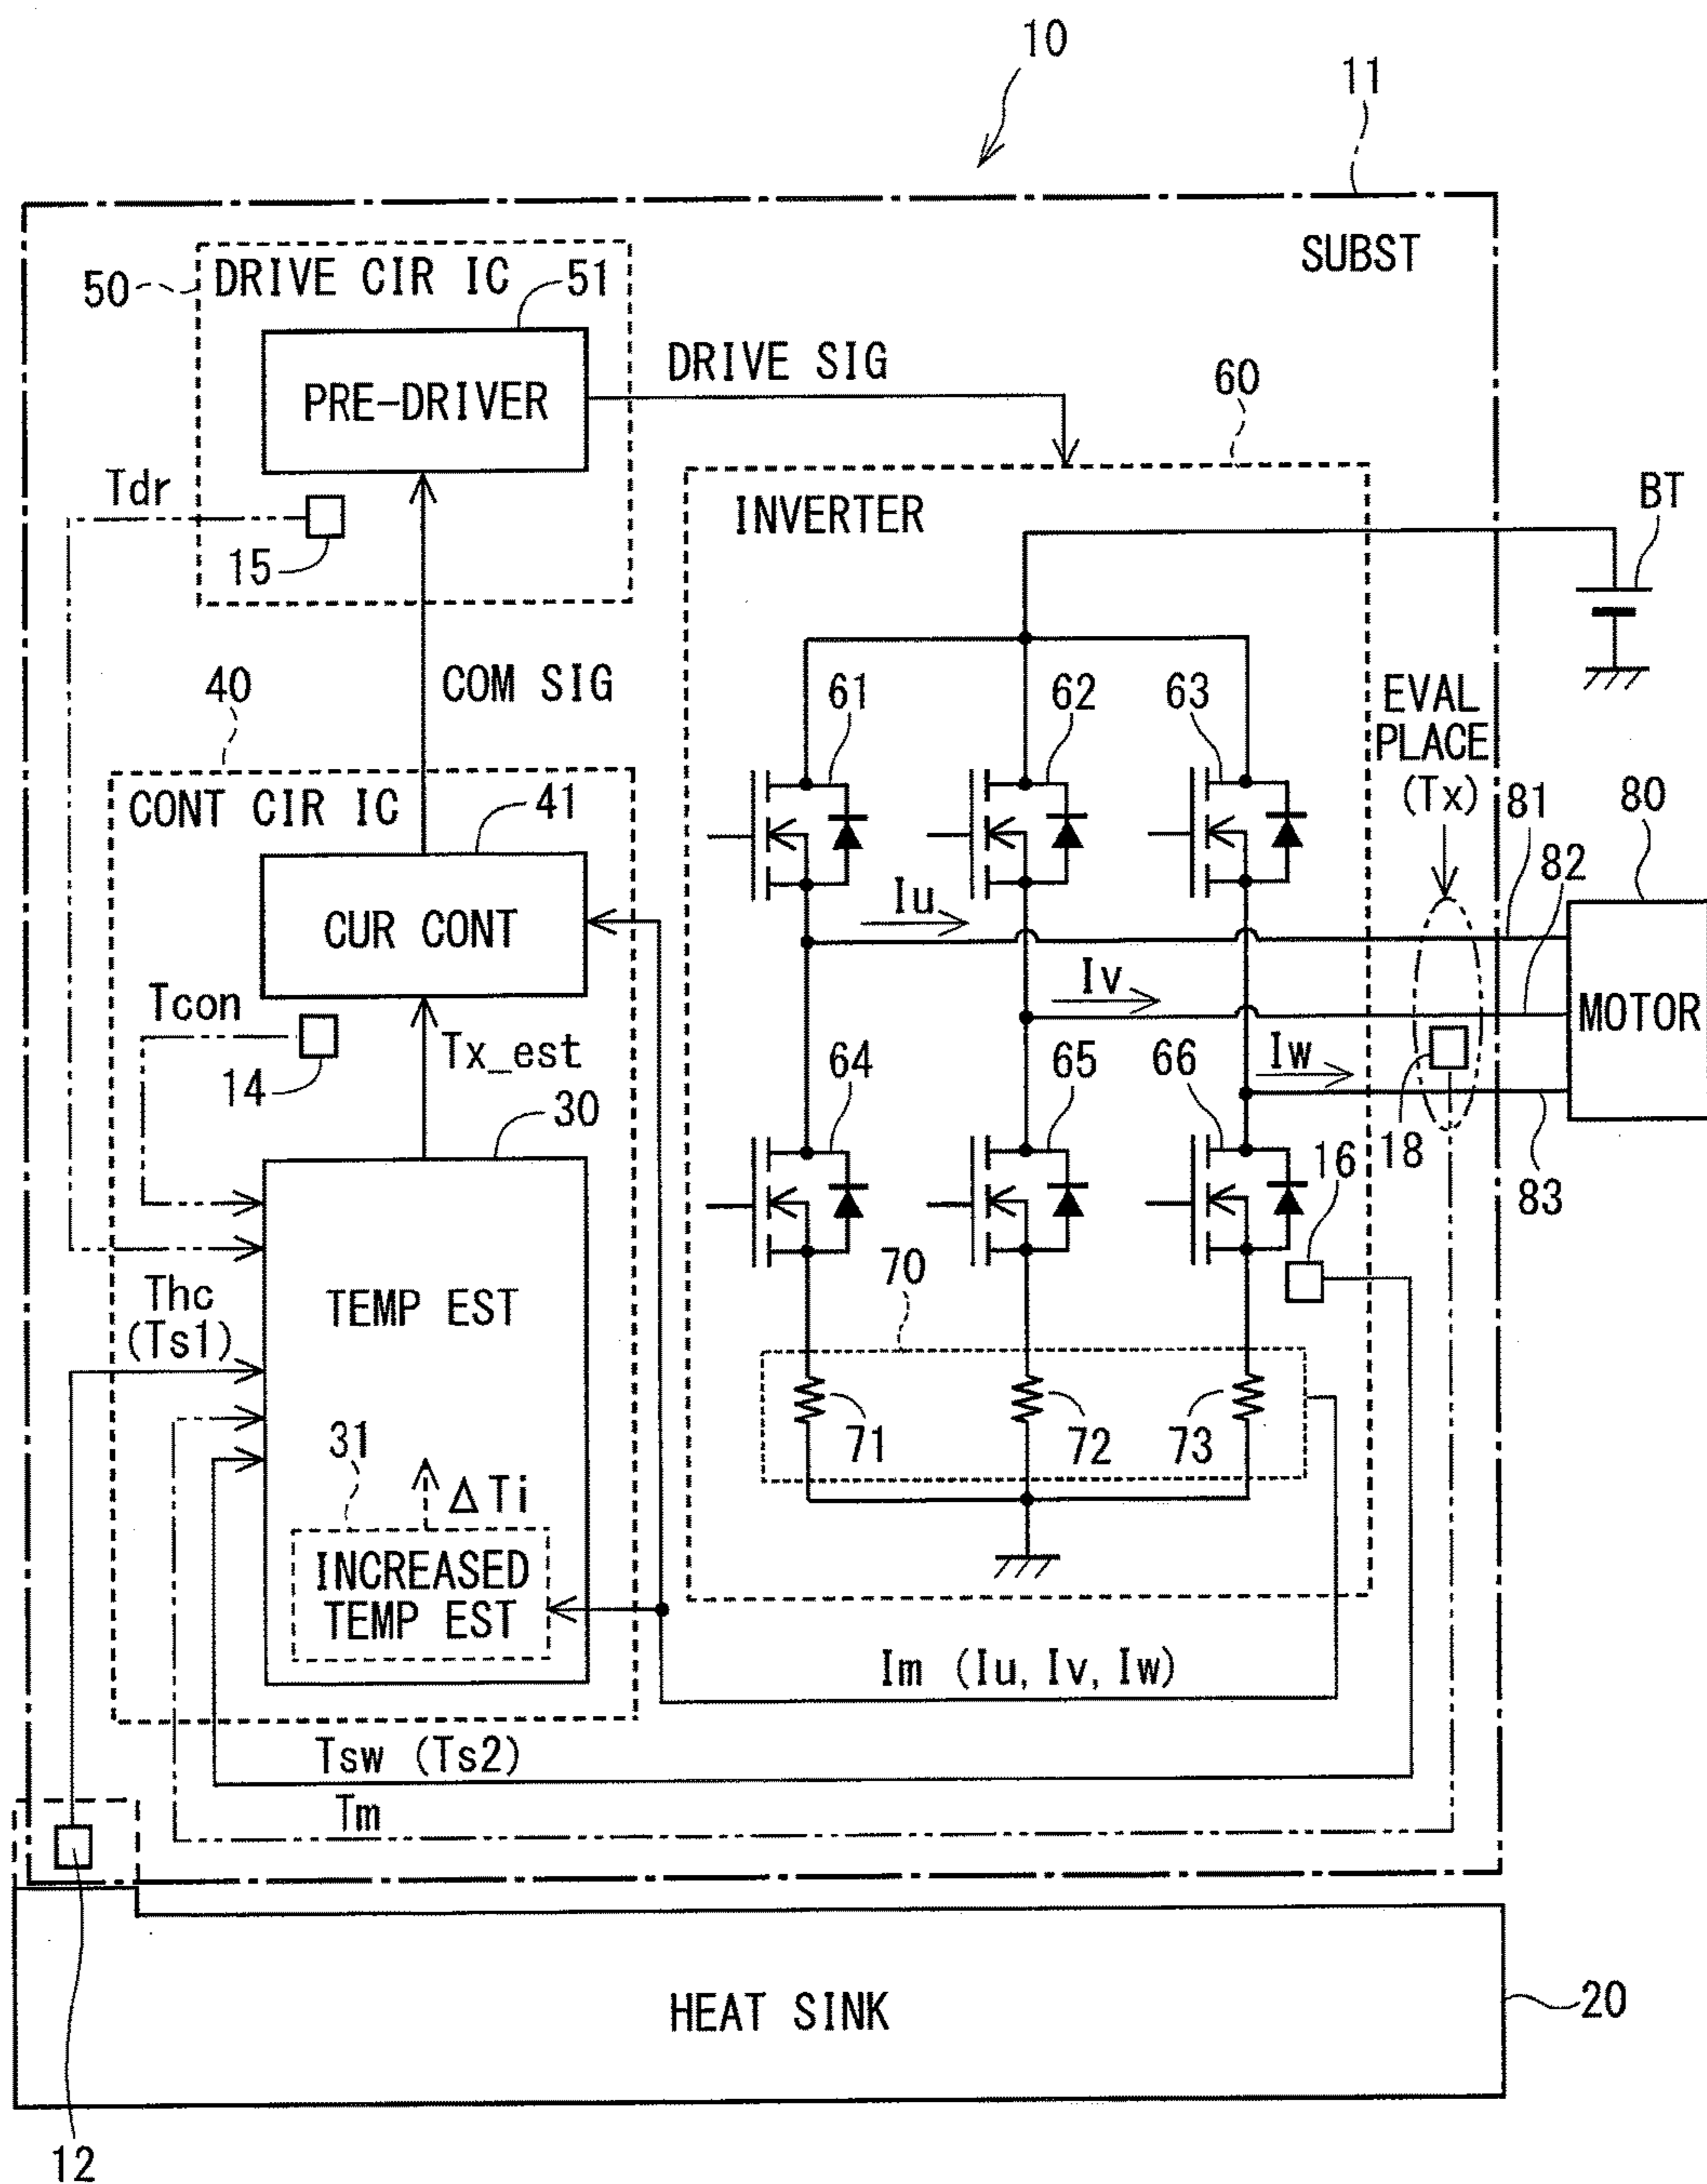 10
11
SUBST
DRIVE CIR IC
50
51
PRE-DRIVER
DRIVE SIG
60
Tdr
15
INVERTER
BT
40
COM SIG
61
62
63
EVAL
PLACE
(Tx)
CONT CIR IC
41
81
80
82
CUR CONT
Iu
Iv
MOTOR
Tcon
14
Tx_est
64
65
66
Iw
30
16
18
83
Thc
(Ts1)
TEMP EST
70
31
ΔTi
71
72
73
INCREASED
TEMP EST
Im (Iu, Iv, Iw)
Tsw (Ts2)
Tm
HEAT SINK
20
12